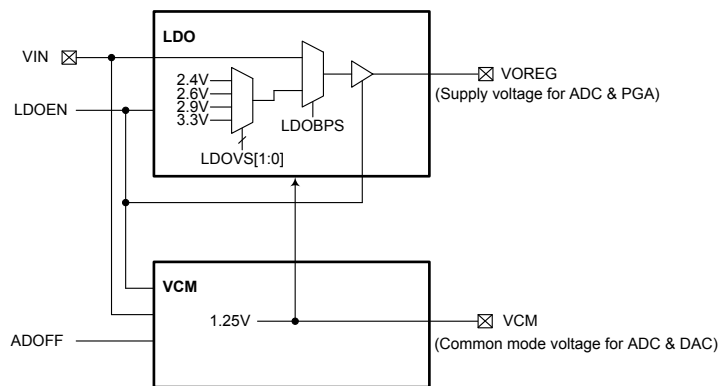 LDO
VIN
2.4V
2.6V
2.9V
3.3V
VOREG
(Supply voltage for ADC & PGA)
LDOEN
LDOBPS
LDOVS[1:0]
VCM
1.25V
VCM
ADOFF
(Common mode voltage for ADC & DAC)